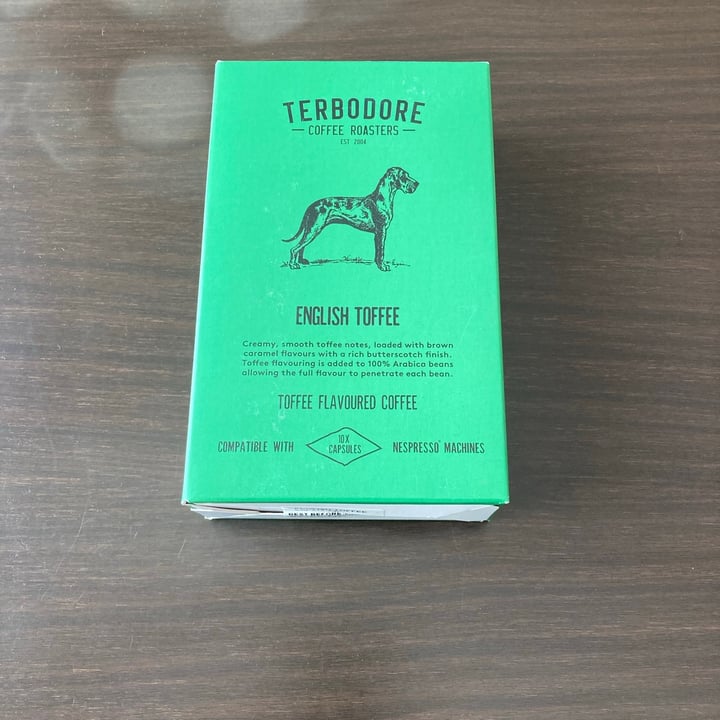 TERBODORE
COFFEE ROASTERS
EST 2004
ENGLISH TOFFEE
Creamy, smooth toffee notes, loaded with brown
caramel flavours with a rich butterscotch finish.
Toffee flavouring is added to 100% Arabica beans
allowing the full flavour to penetrate each bean.
TOFFEE FLAVOURED COFFEE
COMPATIBLE WITH 10X CAPSULES NESPRESSO® MACHINES
BEST BEFORE